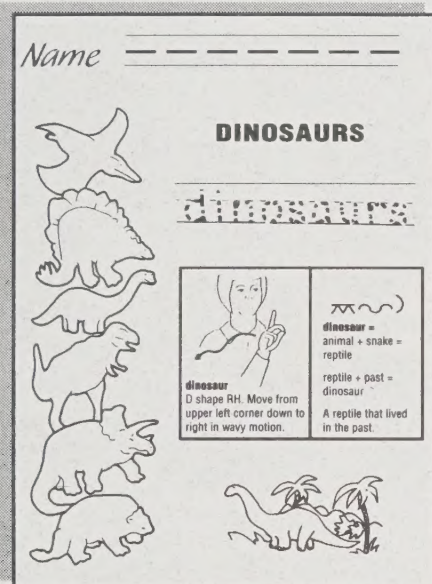 Name
DINOSAURS
dinosaurs
dinosaur
D shape RH. Move from
upper left corner down to
right in wavy motion.
dinosaur =
animal + snake =
reptile
reptile + past =
dinosaur
A reptile that lived
in the past.